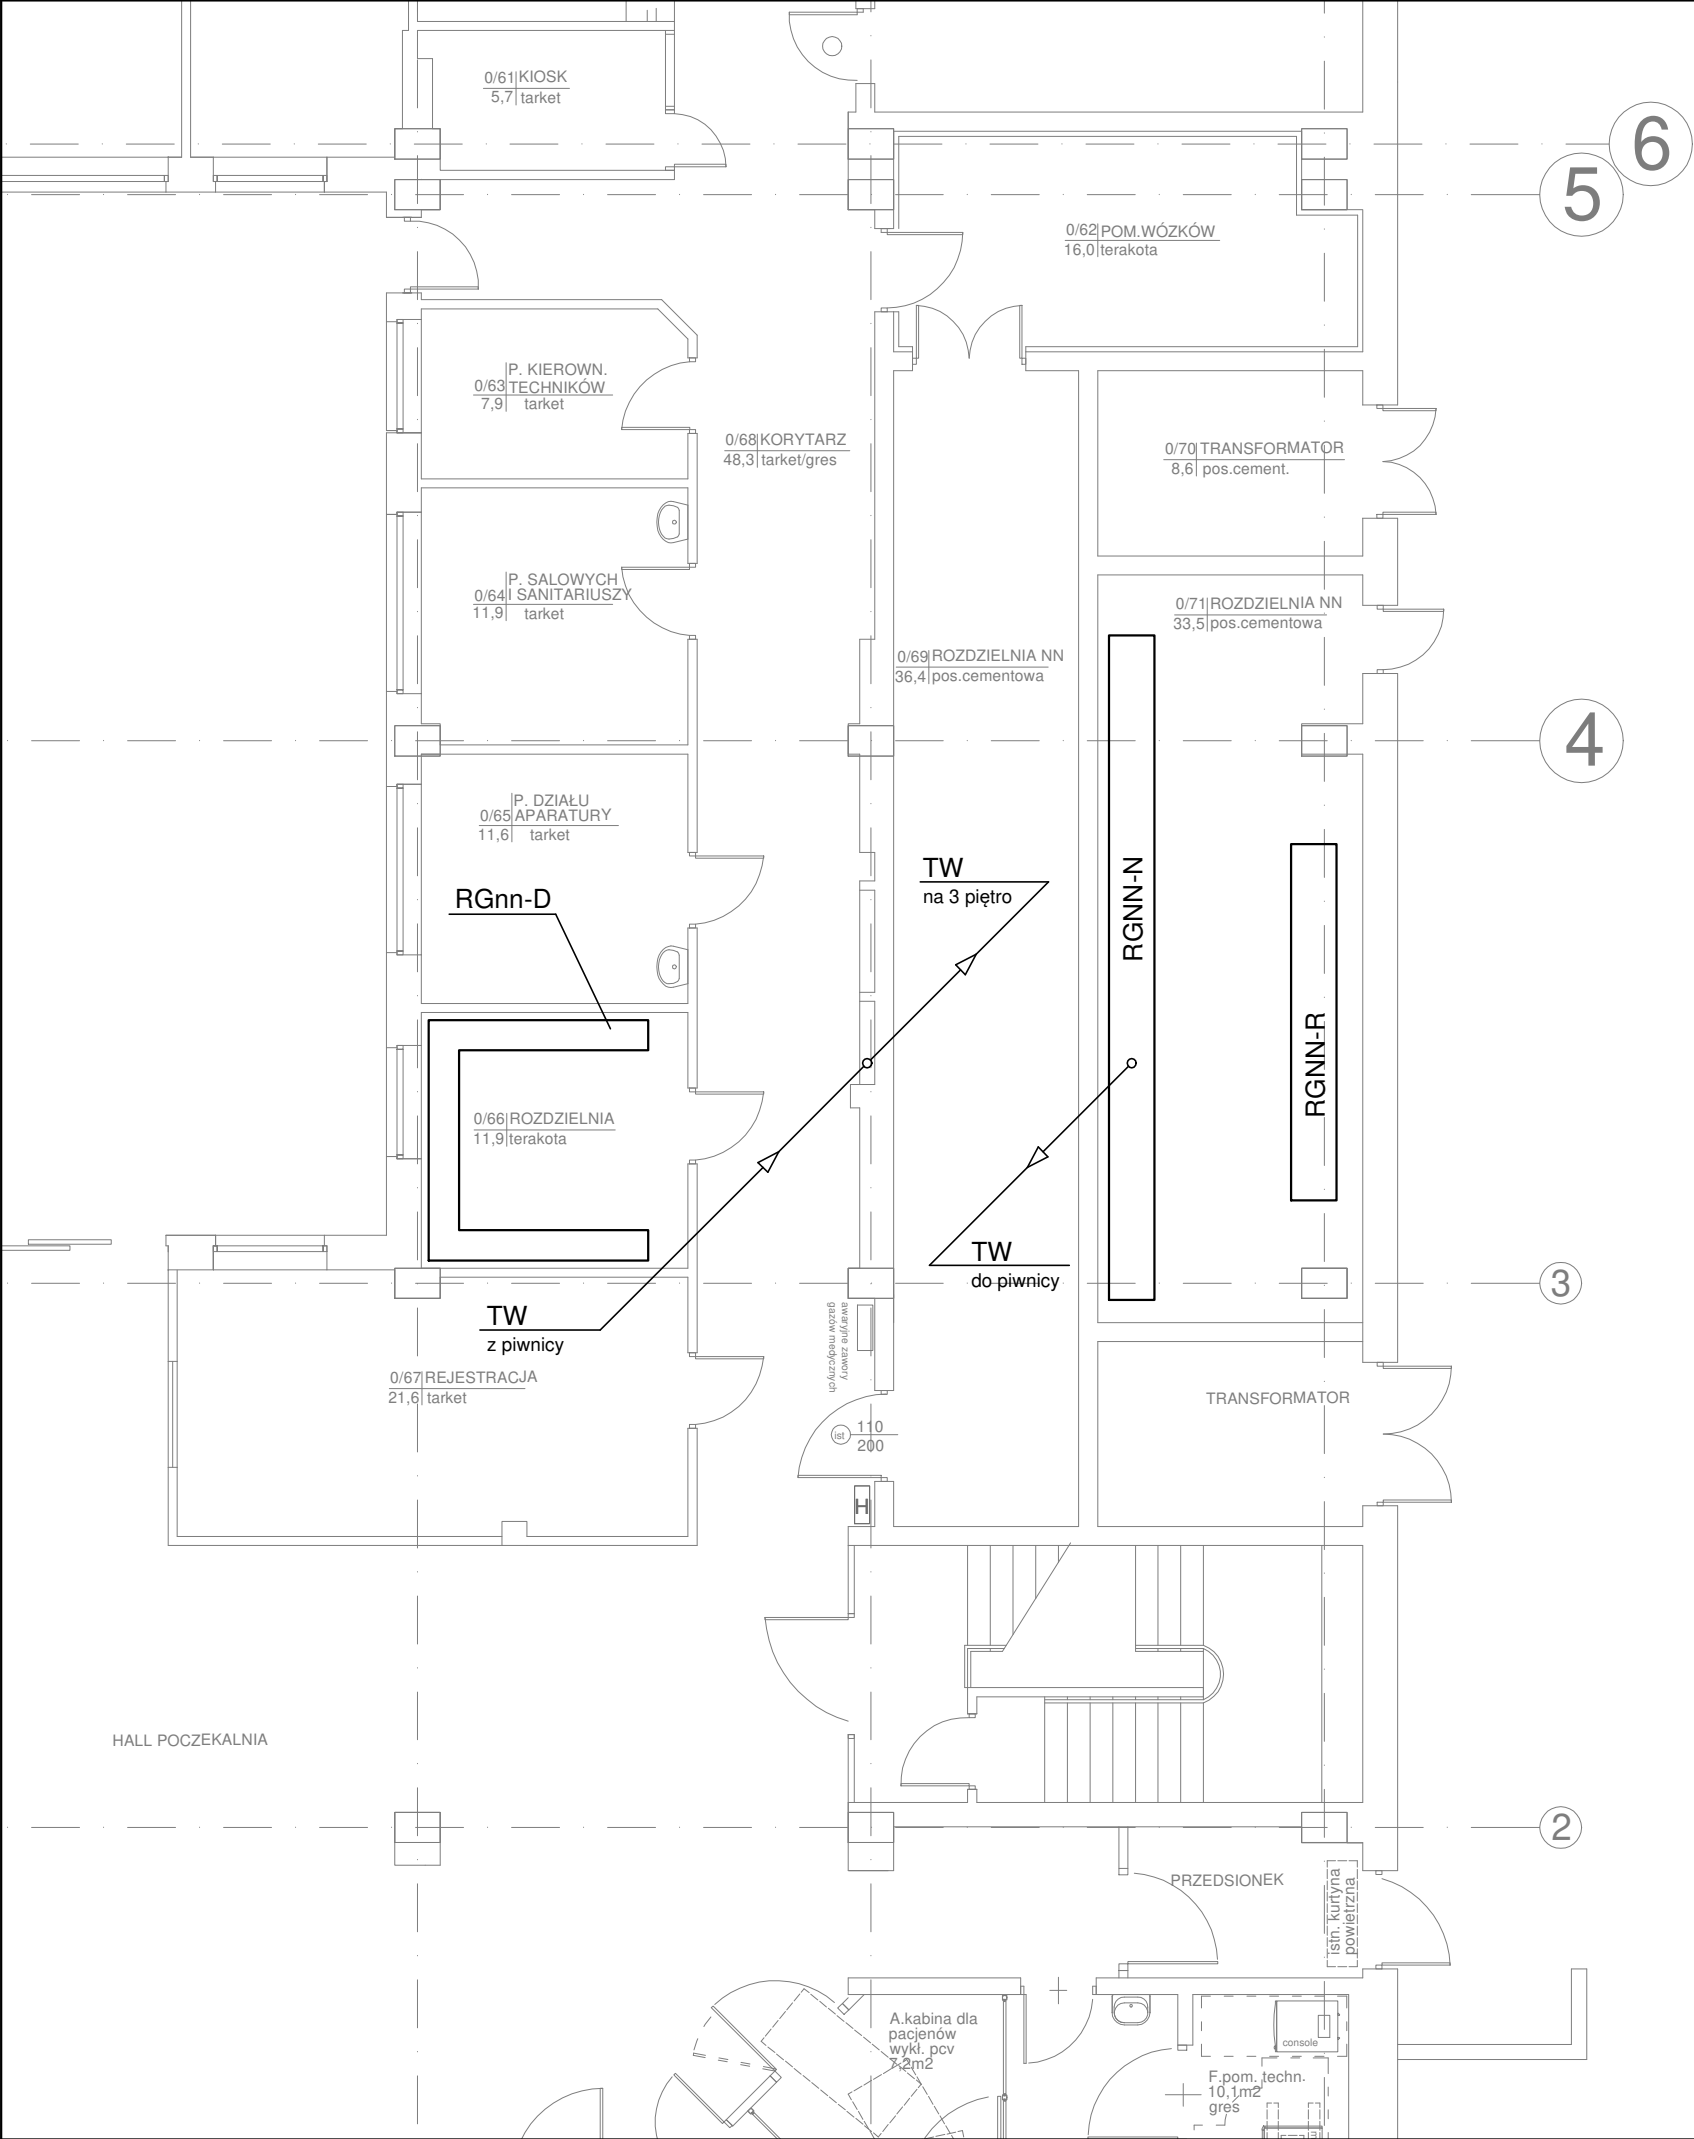 0/61 KIOSK
5,7 tarket
6
5
0/62 POM.WÓZKÓW
16,0 terakota
P. KIEROWN.
0/63 TECHNIKÓW
7,9 tarket
0/68 KORYTARZ
48,3 tarket/gres
0/70 TRANSFORMATOR
8,6 pos.cement.
P. SALOWYCH
0/64 I SANITARIUSZY
11,9 tarket
0/71 ROZDZIELNIA NN
33,5 pos.cementowa
0/69 ROZDZIELNIA NN
36,4 pos.cementowa
4
P. DZIAŁU
0/65 APARATURY
11,6 tarket
TW
na 3 piętro
RGnn-D
RGNN-N
RGNN-R
0/66 ROZDZIELNIA
11,9 terakota
TW
do piwnicy
3
TW
z piwnicy
awaryjne zawory
gazów medycznych
0/67 REJESTRACJA
21,6 tarket
TRANSFORMATOR
ist
110
200
H
HALL POCZEKALNIA
2
PRZEDSIONEK
istn. kurtyna
powietrzna
A.kabina dla
pacjenów
wykł. pcv
7,2m2
console
F.pom. techn.
10,1m2
gres